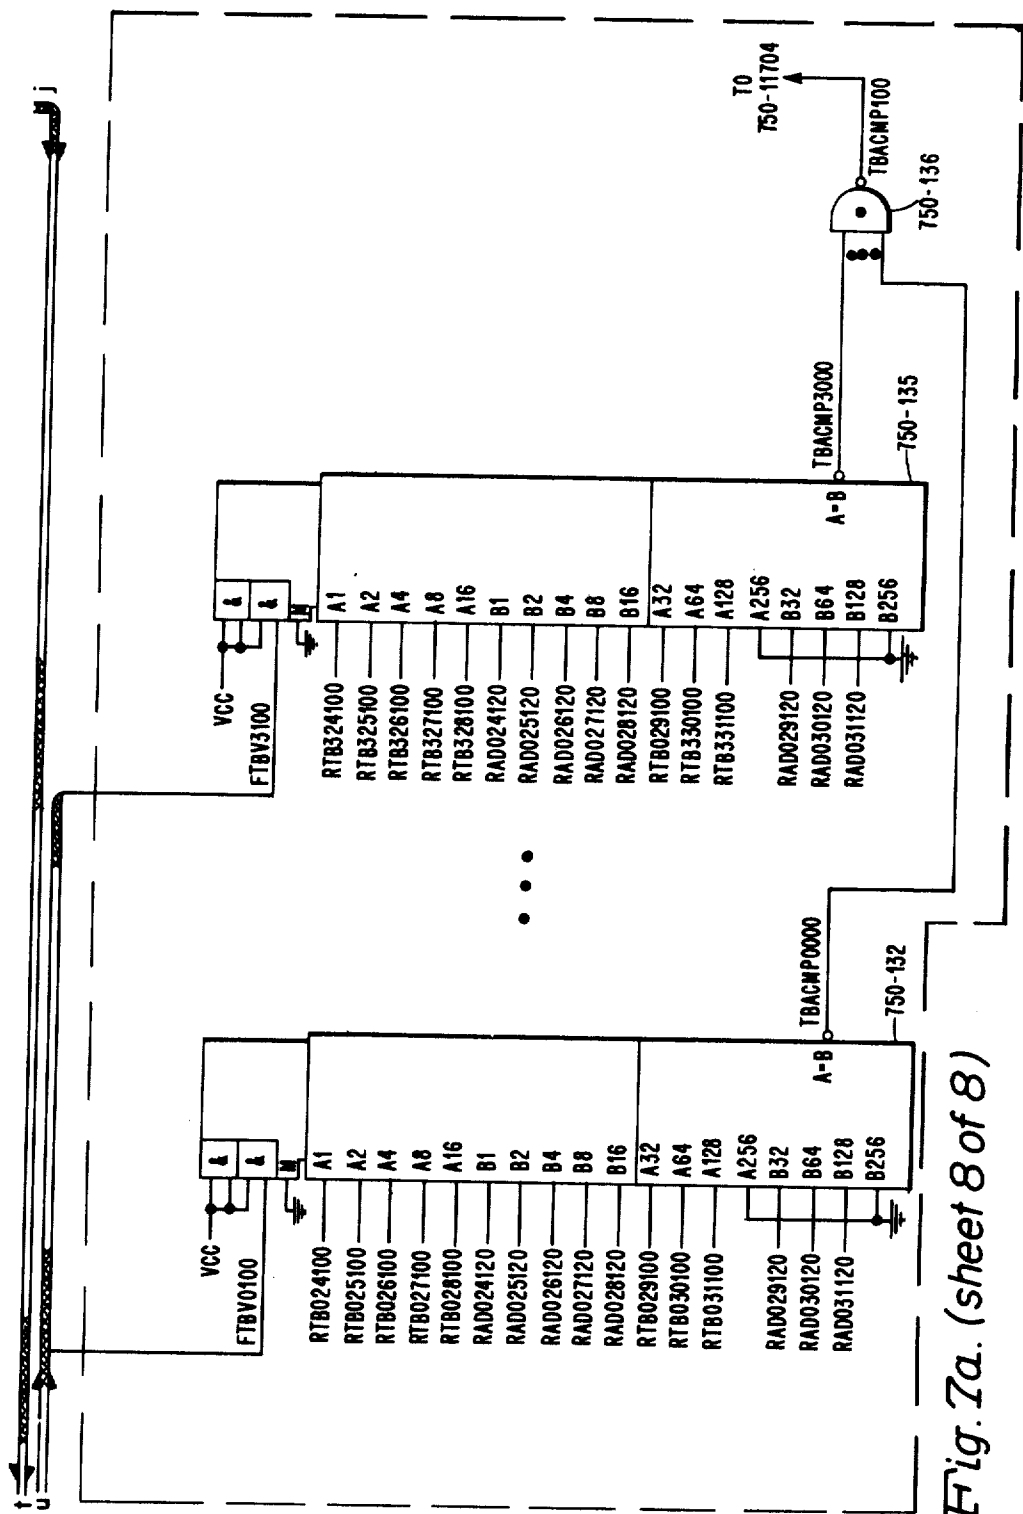 t
u
j
VCC
FTBV0100
&
&
M
RTB024100 A1
RTB025100 A2
RTB026100 A4
RTB027100 A8
RTB028100 A16
RAD024120 B1
RAD025120 B2
RAD026120 B4
RAD027120 B8
RAD028120 B16
RTB029100 A32
RTB030100 A64
RTB031100 A128
A256
RAD029120 B32
RAD030120 B64
RAD031120 B128
B256
A=B
TBACMP0000
750-132
VCC
FTBV3100
&
&
M
RTB324100 A1
RTB325100 A2
RTB326100 A4
RTB327100 A8
RTB328100 A16
RAD024120 B1
RAD025120 B2
RAD026120 B4
RAD027120 B8
RAD028120 B16
RTB029100 A32
RTB330100 A64
RTB331100 A128
A256
RAD029120 B32
RAD030120 B64
RAD031120 B128
B256
A=B
TBACMP3000
750-135
TO
750-11704
TBACMP100
750-136
Fig. 7a. (sheet 8 of 8)